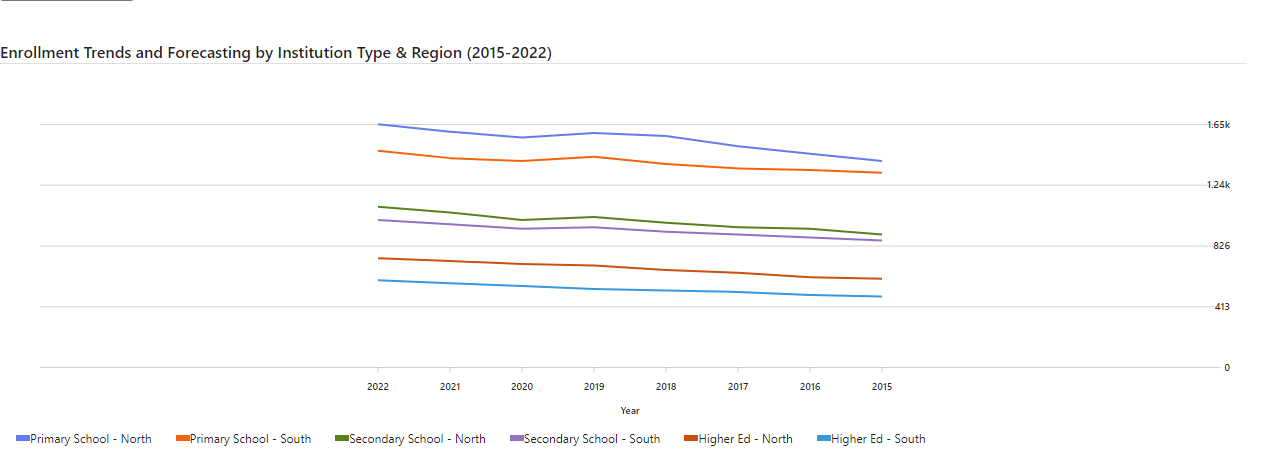 Enrollment Trends and Forecasting by Institution Type & Region (2015-2022)
1.65k
1.24k
826
413
0
2022 2021 2020 2019 2018 2017 2016 2015
Year
Primary School - North Primary School - South Secondary School - North Secondary School - South Higher Ed - North Higher Ed - South